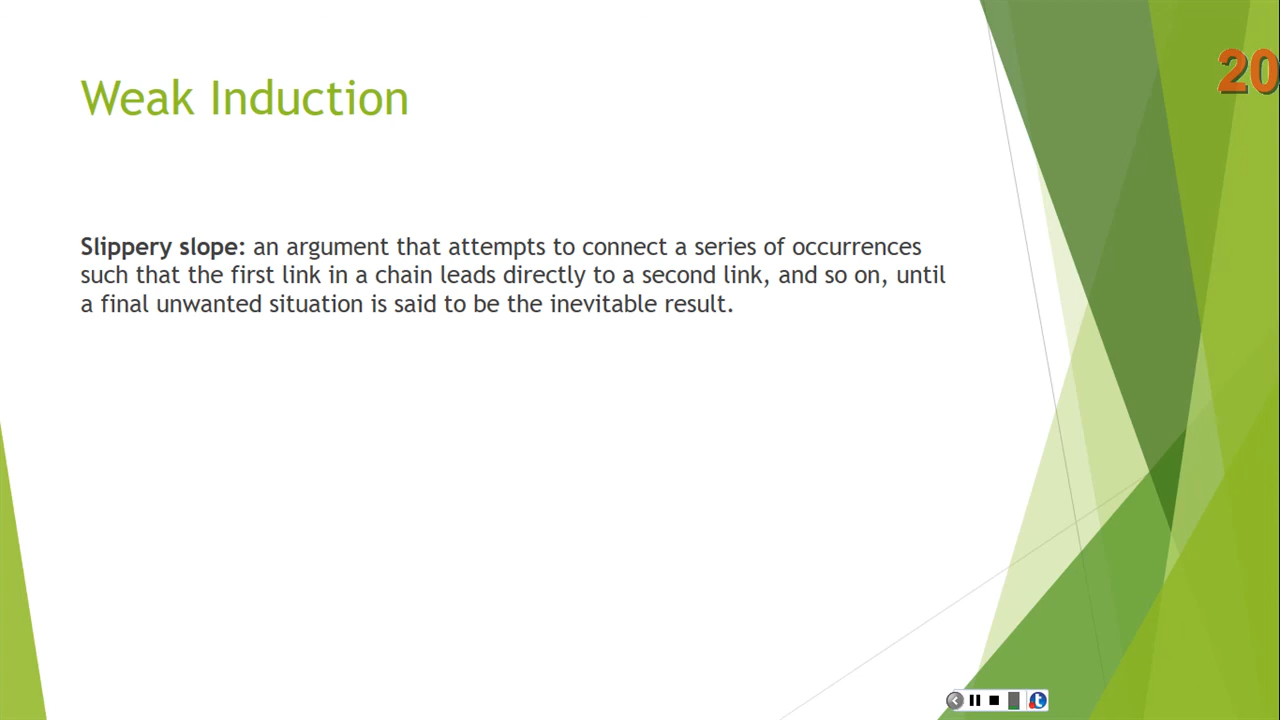 Weak Induction
20
Slippery slope: an argument that attempts to connect a series of occurrences
such that the first link in a chain leads directly to a second link, and so on, until
a final unwanted situation is said to be the inevitable result.
t